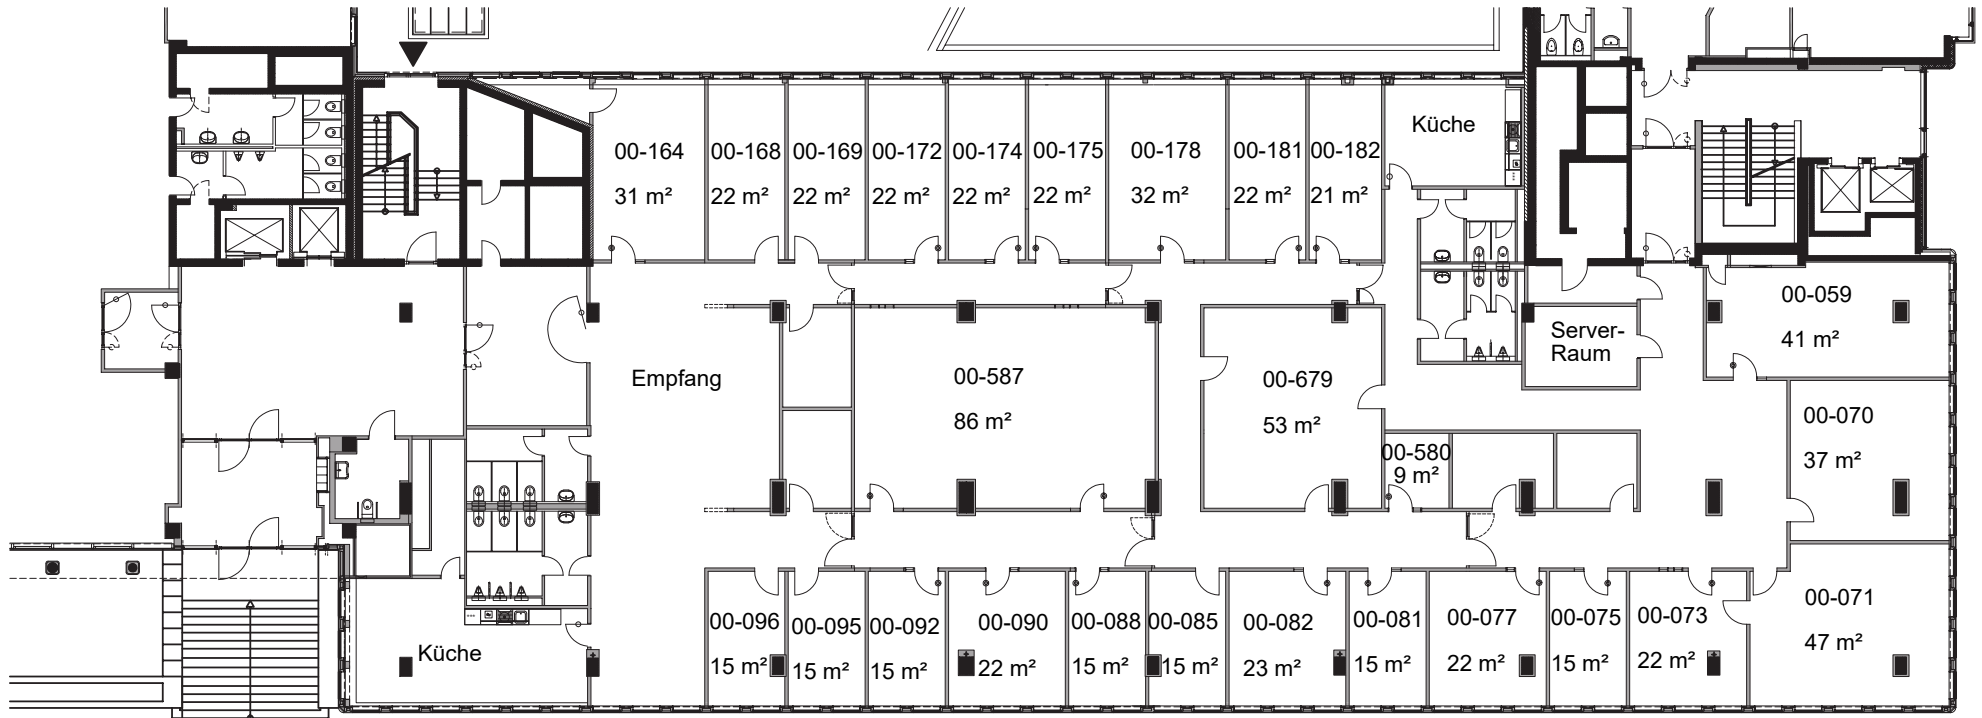 Küche
00-164 00-168 00-169 00-172 00-174 00-175 00-178 00-181 00-182
31 m² 22 m² 22 m² 22 m² 22 m² 22 m² 32 m² 22 m² 21 m²
00-059
41 m²
Server-
Raum
Empfang
00-587
86 m²
00-679
53 m²
00-070
37 m²
00-580
9 m²
00-071
47 m²
00-096 00-095 00-092 00-090 00-088 00-085 00-082 00-081 00-077 00-075 00-073
15 m² 15 m² 15 m² 22 m² 15 m² 15 m² 23 m² 15 m² 22 m² 15 m² 22 m²
Küche